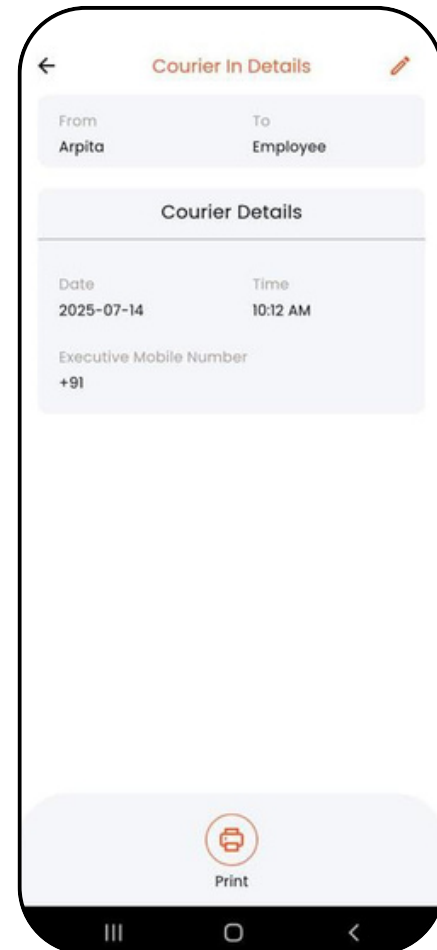 Courier In Details
From To
Arpita Employee
Courier Details
Date Time
2025-07-14 10:12 AM
Executive Mobile Number
+91
Print